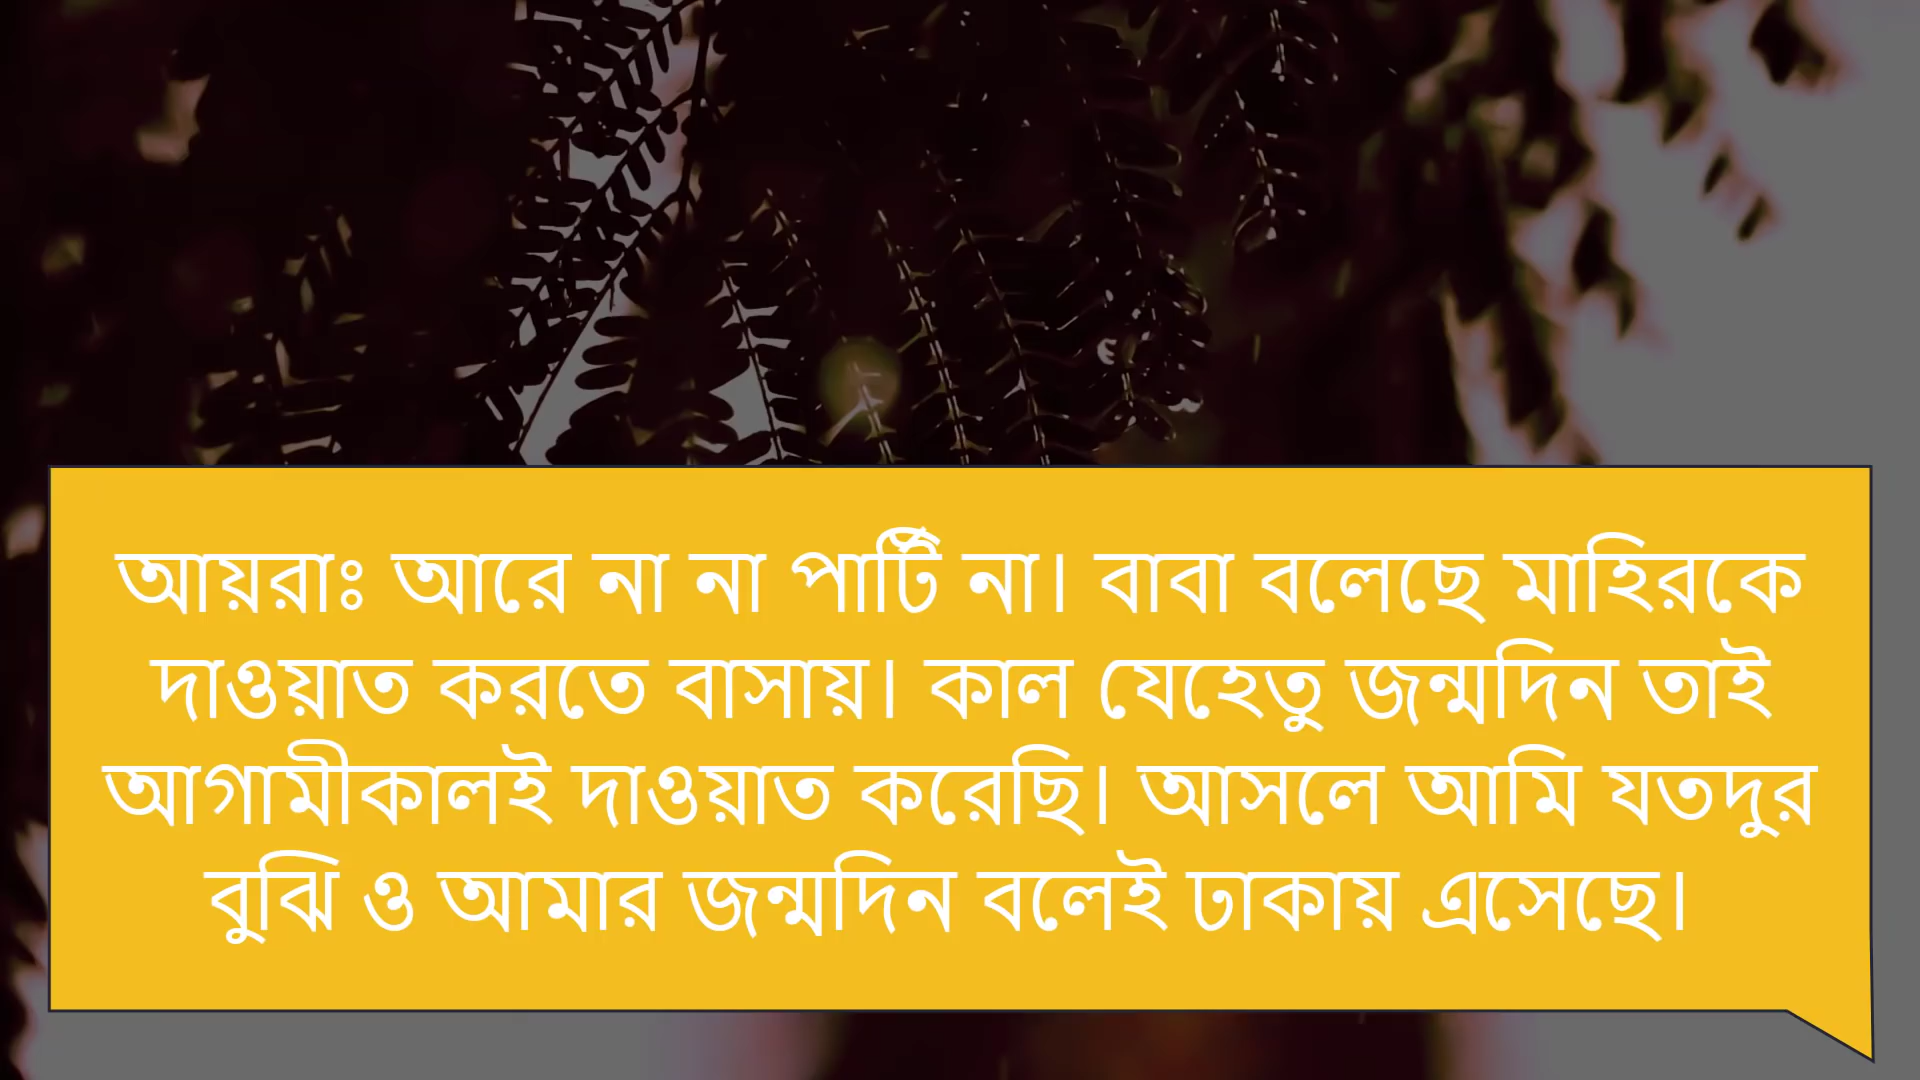 আয়রাঃ আরে না না পার্টি না। বাবা বলেছে মাহিরকে
দাওয়াত করতে বাসায়। কাল যেহেতু জন্মদিন তাই
আগামীকালই দাওয়াত করেছি। আসলে আমি যতদুর
বুঝি ও আমার জন্মদিন বলেই ঢাকায় এসেছে।